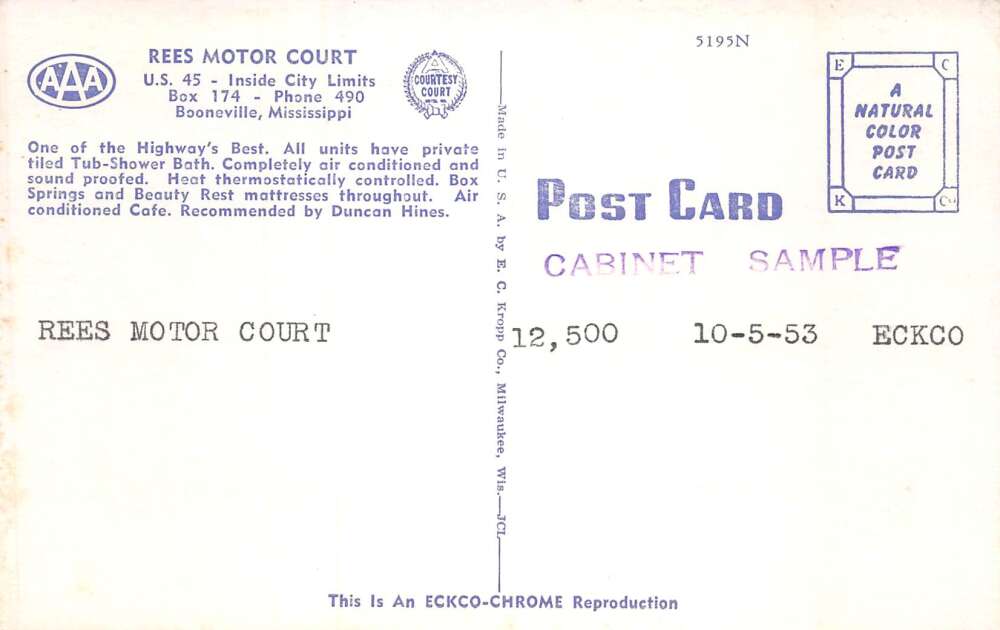 AAA
REES MOTOR COURT
U.S. 45 - Inside City Limits
Box 174 - Phone 490
Booneville, Mississippi
COURTESY
COURT
One of the Highway's Best. All units have private
tiled Tub-Shower Bath. Completely air conditioned and
sound proofed. Heat thermostatically controlled. Box
Springs and Beauty Rest mattresses throughout. Air
conditioned Cafe. Recommended by Duncan Hines.
REES MOTOR COURT
Made in U. S. A. by E. C. Kropp Co., Milwaukee, Wis.—JCL
5195N
E C
A
NATURAL
COLOR
POST
CARD
K Co
POST CARD
CABINET SAMPLE
12,500 10-5-53 ECKCO
This Is An ECKCO-CHROME Reproduction